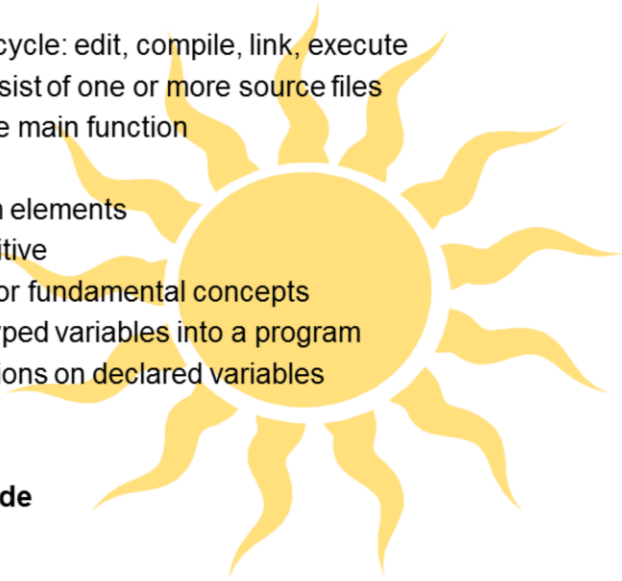 cycle: edit, compile, link, execute
sist of one or more source files
e main function
n elements
itive
or fundamental concepts
ped variables into a program
ions on declared variables
de